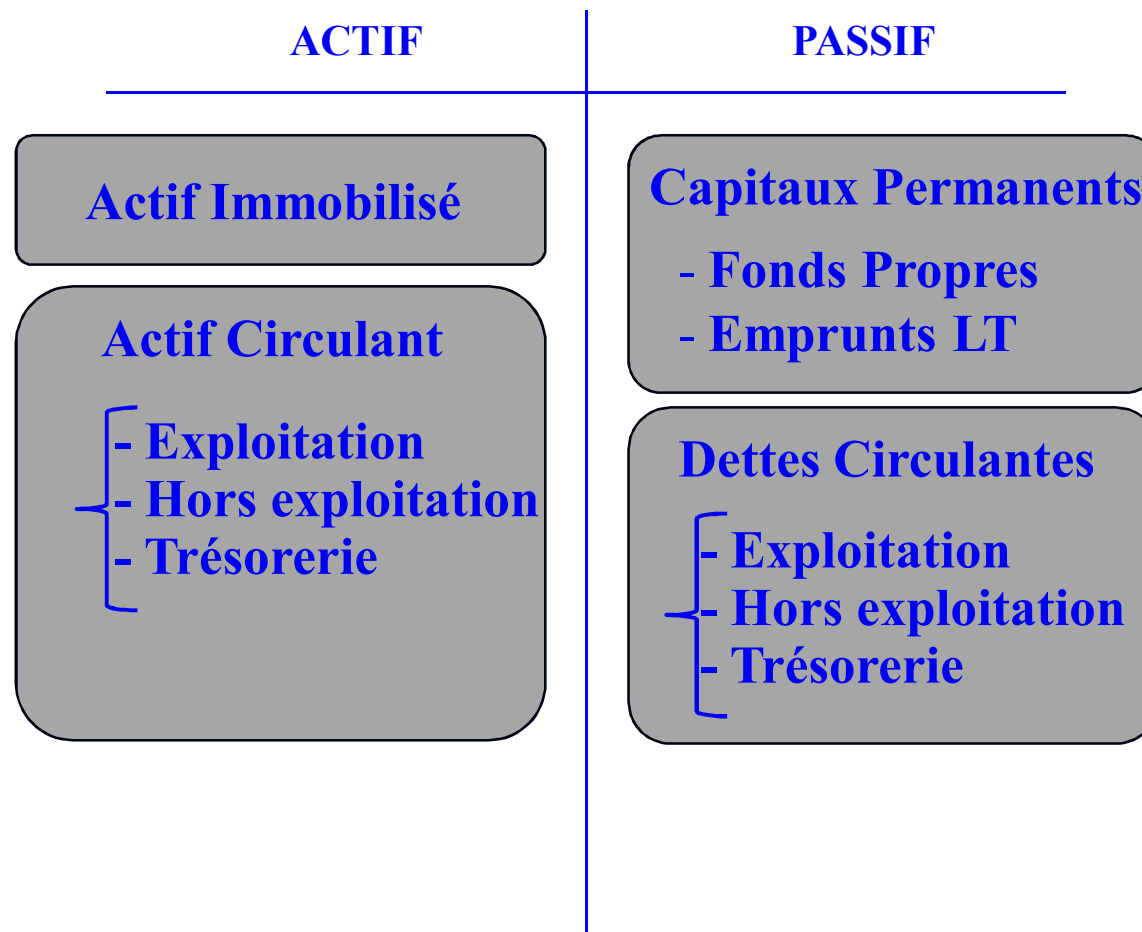 ACTIF
PASSIF
Actif Immobilisé
Actif Circulant
- Exploitation
- Hors exploitation
- Trésorerie
Capitaux Permanents
- Fonds Propres
- Emprunts LT
Dettes Circulantes
- Exploitation
- Hors exploitation
- Trésorerie